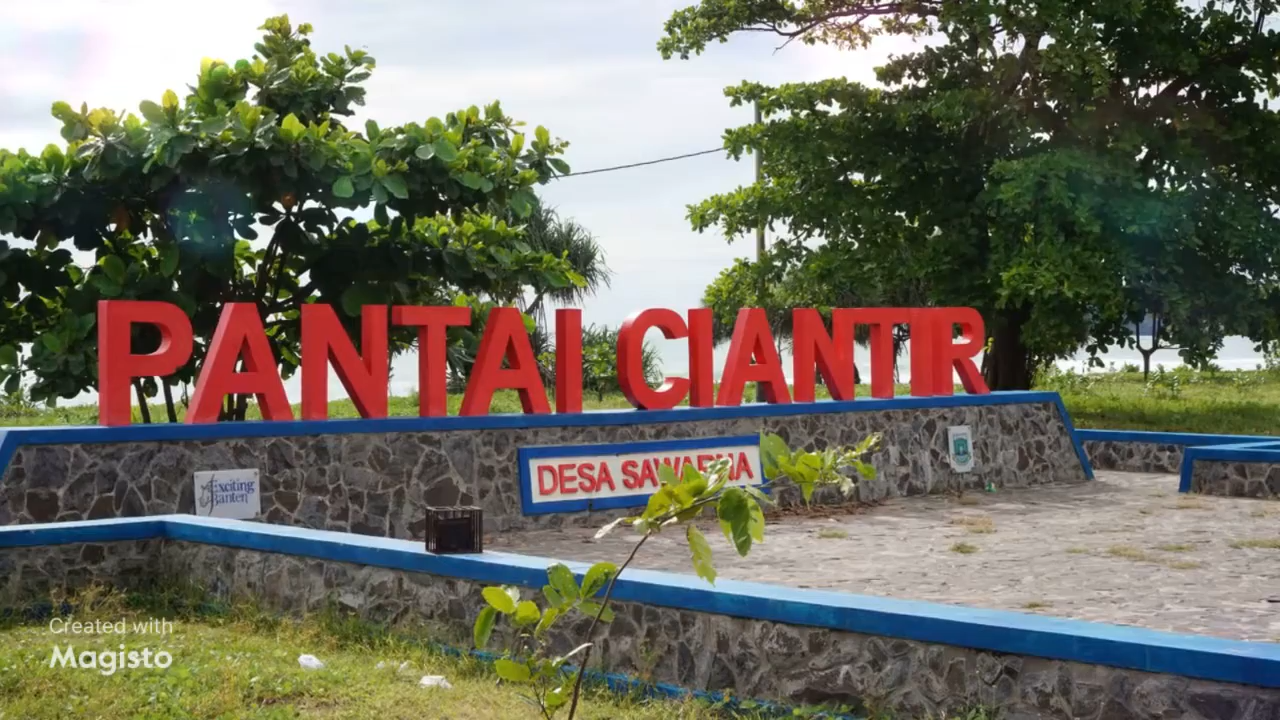 PANTAI CIANTIR
DESA SAWARNA
Exciting
Banten
Created with
Magisto